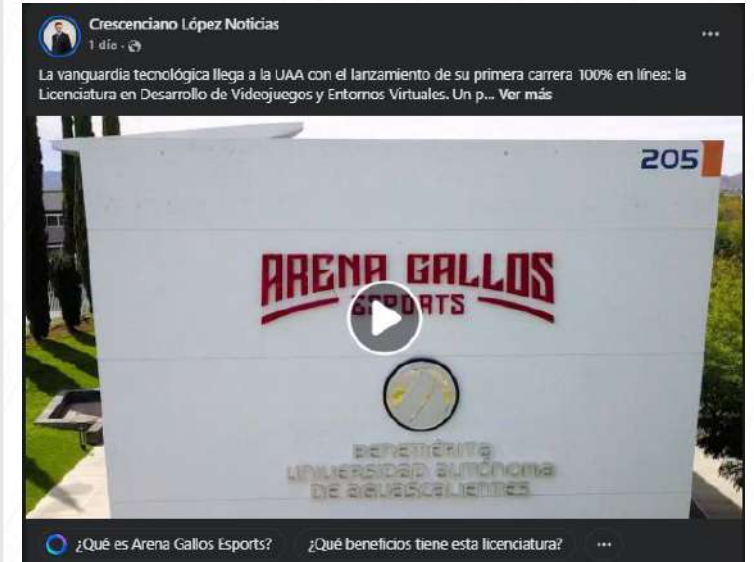 Crescenciano López Noticias
1 día ·
La vanguardia tecnológica llega a la UAA con el lanzamiento de su primera carrera 100% en línea: la
Licenciatura en Desarrollo de Videojuegos y Entornos Virtuales. Un p... Ver más
205
ARENA GALLOS
ESPORTS
BENEMÉRITA
UNIVERSIDAD AUTÓNOMA
DE AGUASCALIENTES
¿Qué es Arena Gallos Esports?
¿Qué beneficios tiene esta licenciatura?